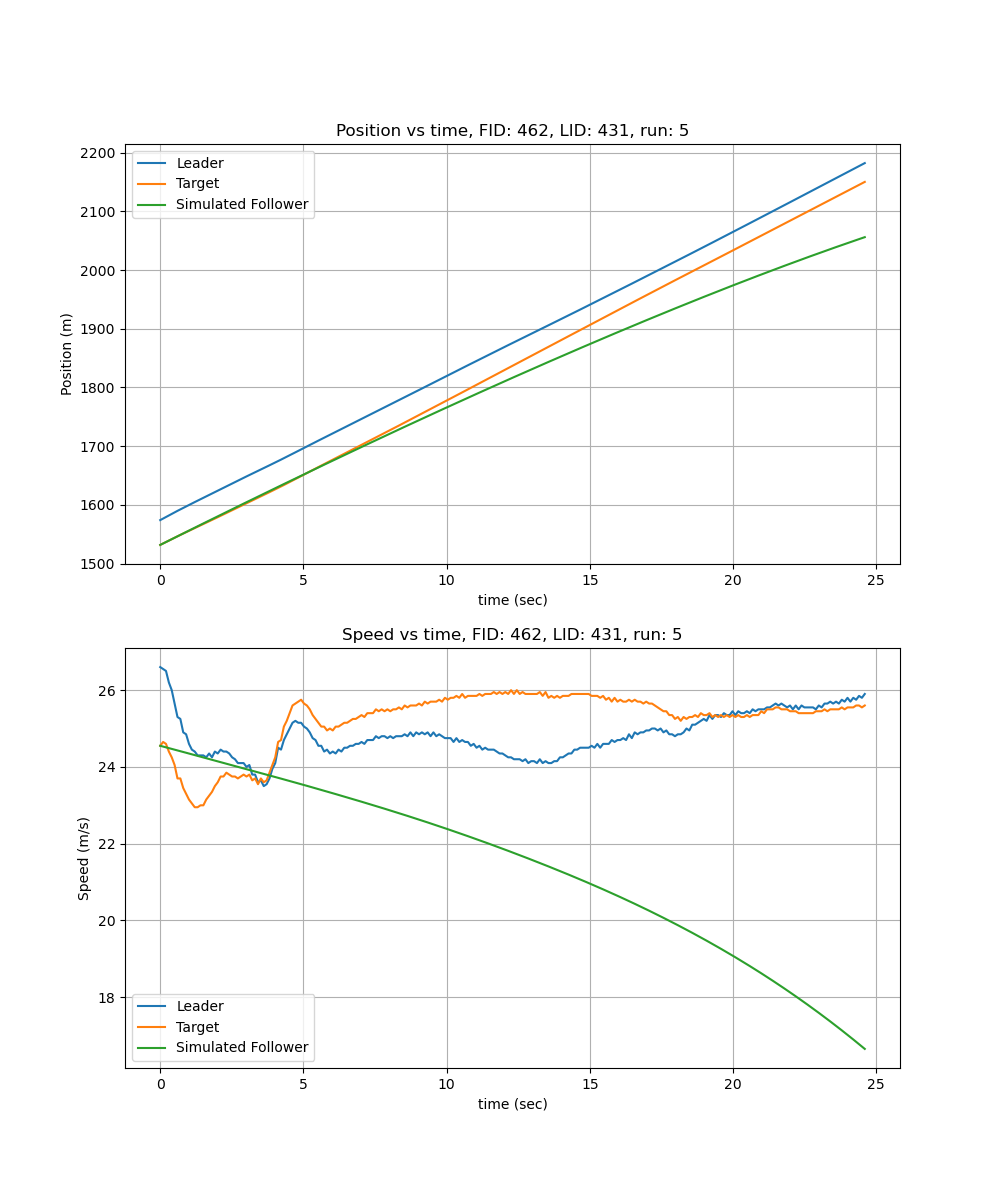 Position vs time, FID: 462, LID: 431, run: 5
Leader
Target
Simulated Follower
Position (m)
2200
2100
2000
1900
1800
1700
1600
1500
0 5 10 15 20 25
time (sec)
Speed vs time, FID: 462, LID: 431, run: 5
Speed (m/s)
26
24
22
20
18
Leader
Target
Simulated Follower
0 5 10 15 20 25
time (sec)